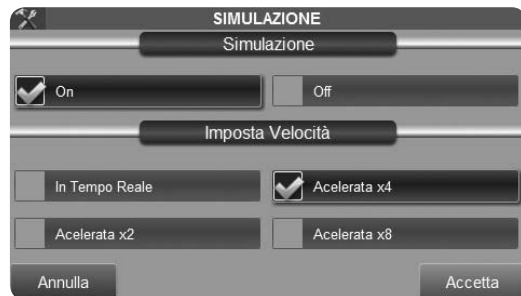 SIMULAZIONE
Simulazione
On
Off
Imposta Velocità
In Tempo Reale
Acelerata x4
Acelerata x2
Acelerata x8
Annulla
Accetta